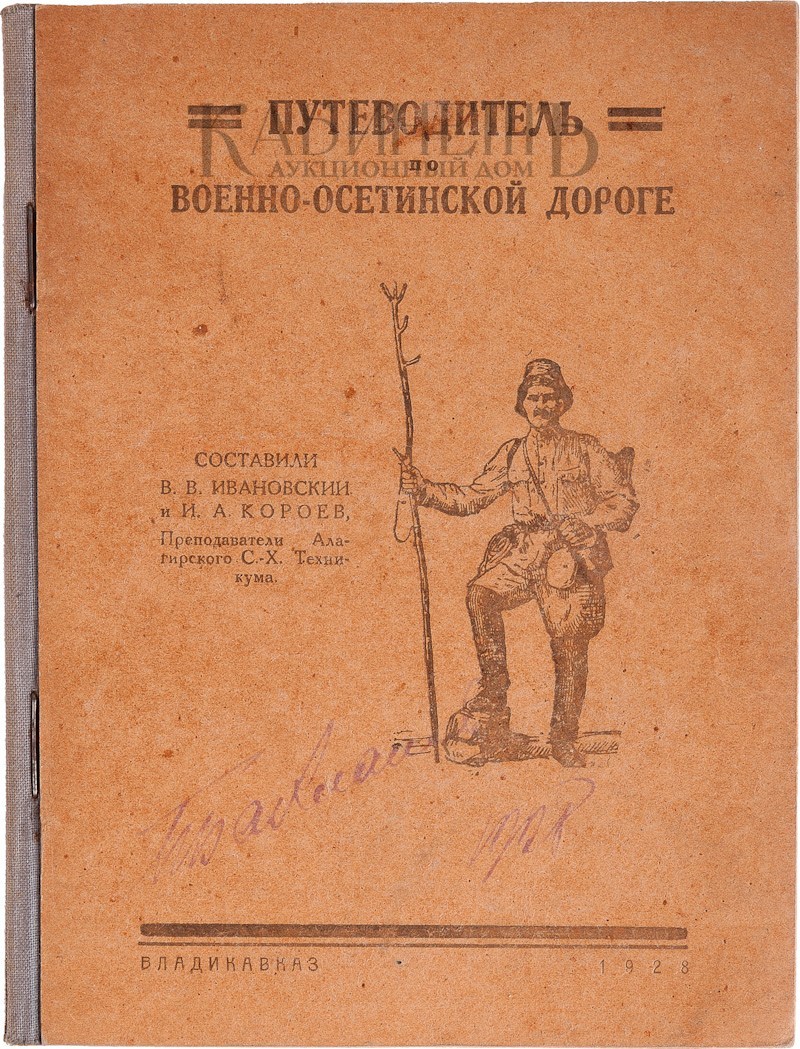 ПУТЕВОДИТЕЛЬ
КАБИНЕТЪ
по
АУКЦИОННЫЙ ДОМ
ВОЕННО-ОСЕТИНСКОЙ ДОРОГЕ
СОСТАВИЛИ
В. В. ИВАНОВСКИЙ
и И. А. КОРОЕВ,
Преподаватели Ала-
гирского С.-Х. Техни-
кума.
ВЛАДИКАВКАЗ 1928